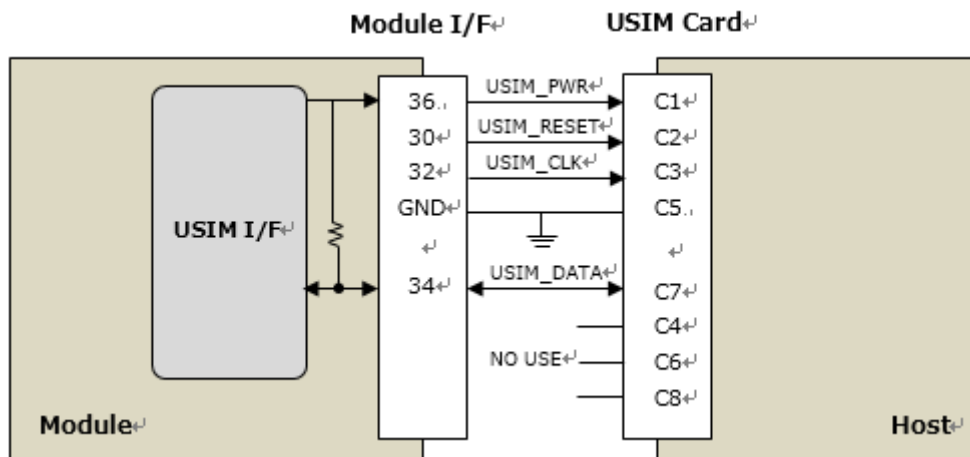 Module I/F↵ USIM Card↵
36.. USIM_PWR↵ C1↵
30↵ USIM_RESET↵ C2↵
32↵ USIM_CLK↵ C3↵
GND↵ C5..
USIM I/F↵
↵ ↵
34↵ USIM_DATA↵ C7↵
C4↵
NO USE↵ C6↵
C8↵
Module↵ Host↵